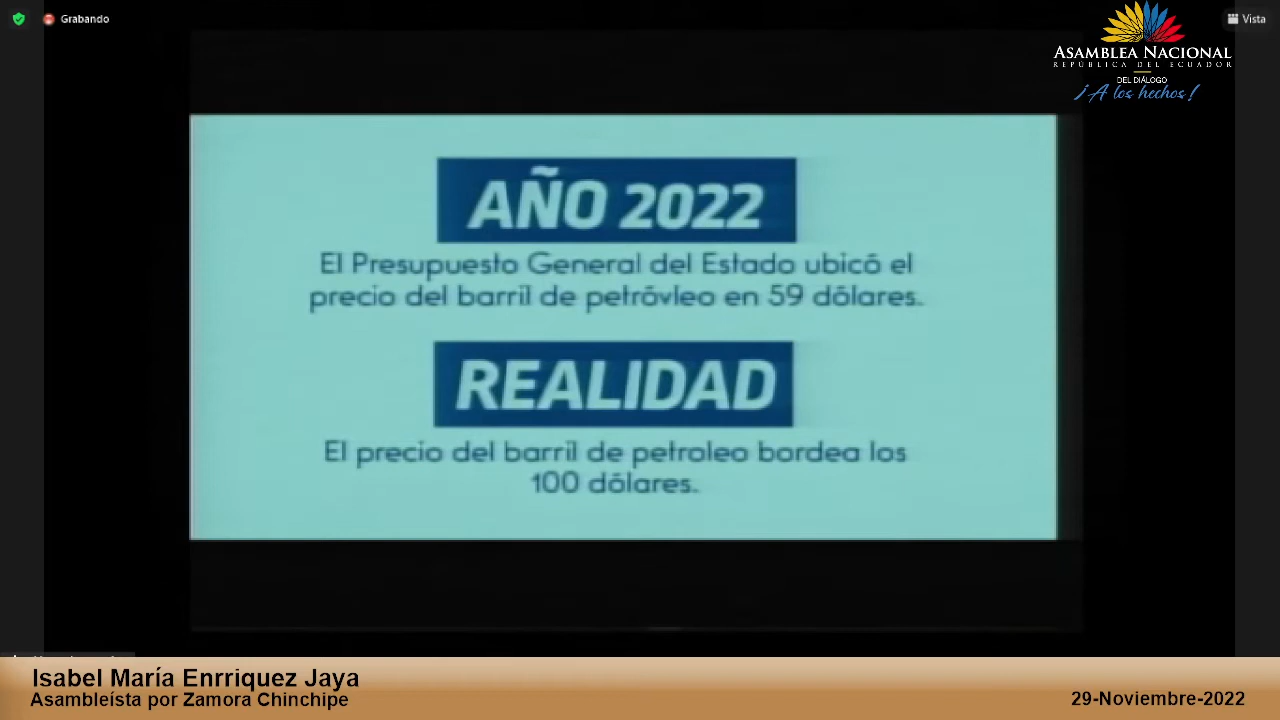 Grabando
Vista
ASAMBLEA NACIONAL
REPÚBLICA DEL ECUADOR
DEL DIÁLOGO
¡A los hechos!
AÑO 2022
El Presupuesto General del Estado ubicó el
precio del barril de petróvleo en 59 dólares.
REALIDAD
El precio del barril de petroleo bordea los
100 dólares.
Isabel María Enrriquez Jaya
Asambleísta por Zamora Chinchipe
29-Noviembre-2022